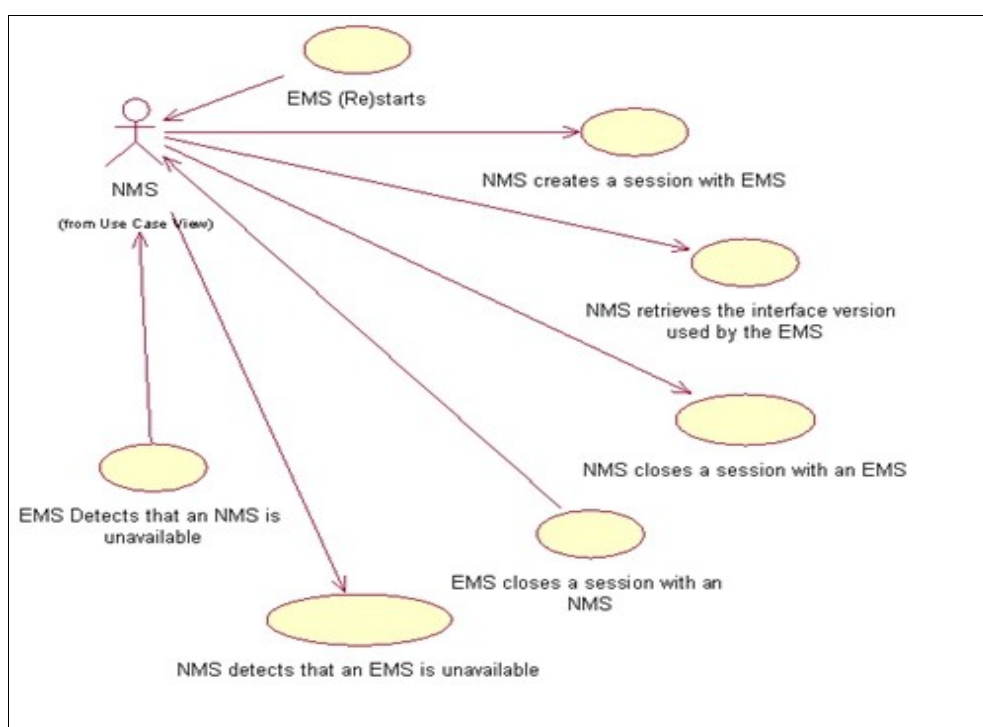 EMS (Re)starts
NMS creates a session with EMS
NMS
(from Use Case View)
NMS retrieves the interface version
used by the EMS
NMS closes a session with an EMS
EMS Detects that an NMS is
unavailable
EMS closes a session with an
NMS
NMS detects that an EMS is unavailable